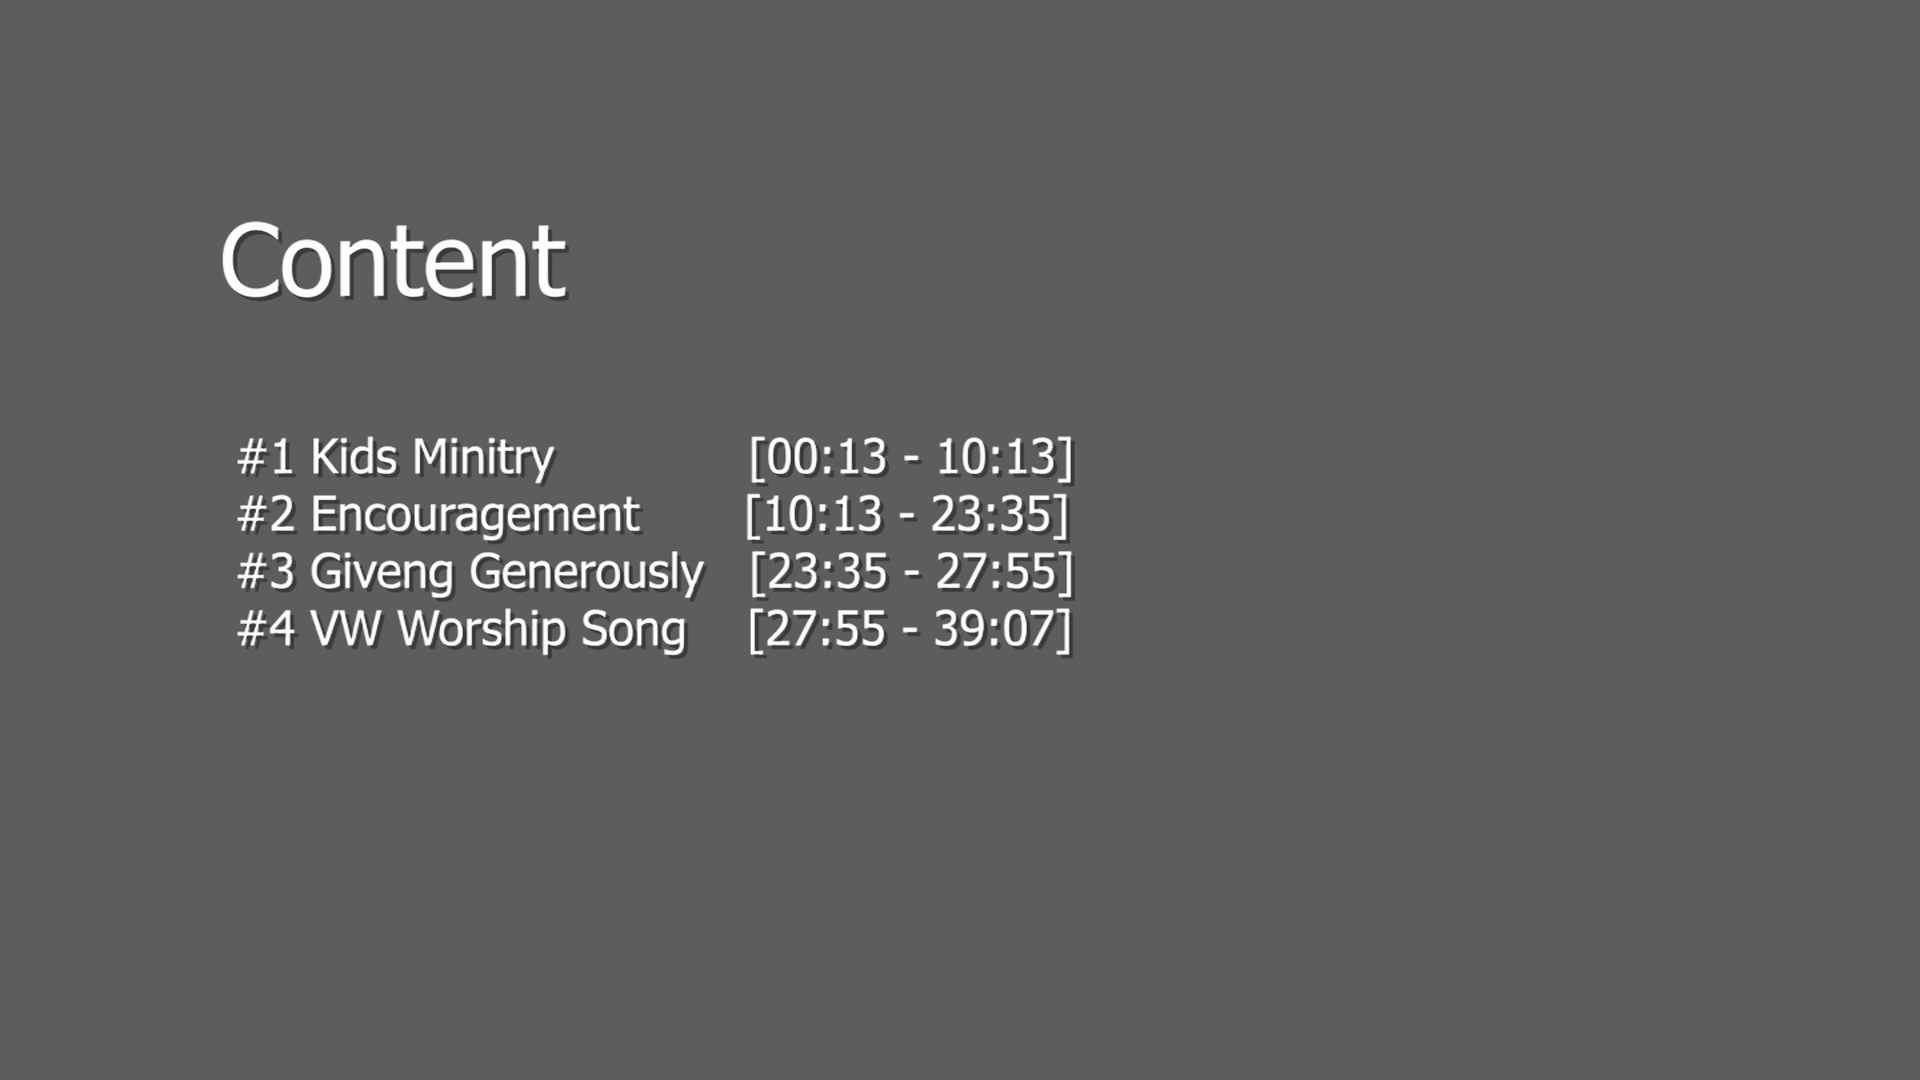 Content
#1 Kids Minitry [00:13 - 10:13]
#2 Encouragement [10:13 - 23:35]
#3 Giveng Generously [23:35 - 27:55]
#4 VW Worship Song [27:55 - 39:07]